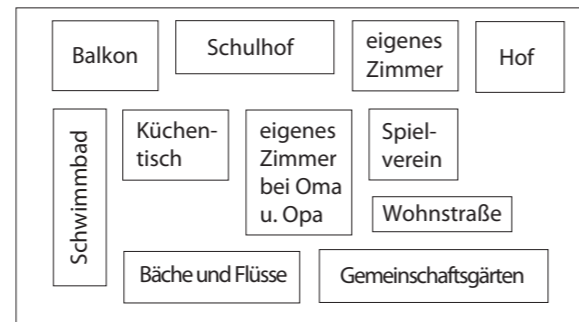 Balkon
Schulhof
eigenes
Zimmer
Hof
Schwimmbad
Küchen-
tisch
eigenes
Zimmer
bei Oma
u. Opa
Spiel-
verein
Wohnstraße
Bäche und Flüsse
Gemeinschaftsgärten